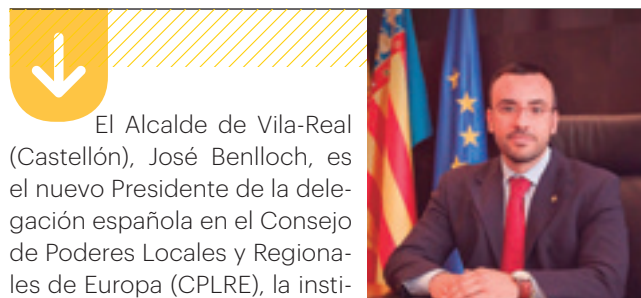 El Alcalde de Vila-Real
(Castellón), José Benlloch, es
el nuevo Presidente de la dele-
gación española en el Consejo
de Poderes Locales y Regiona-
les de Europa (CPLRE), la insti-